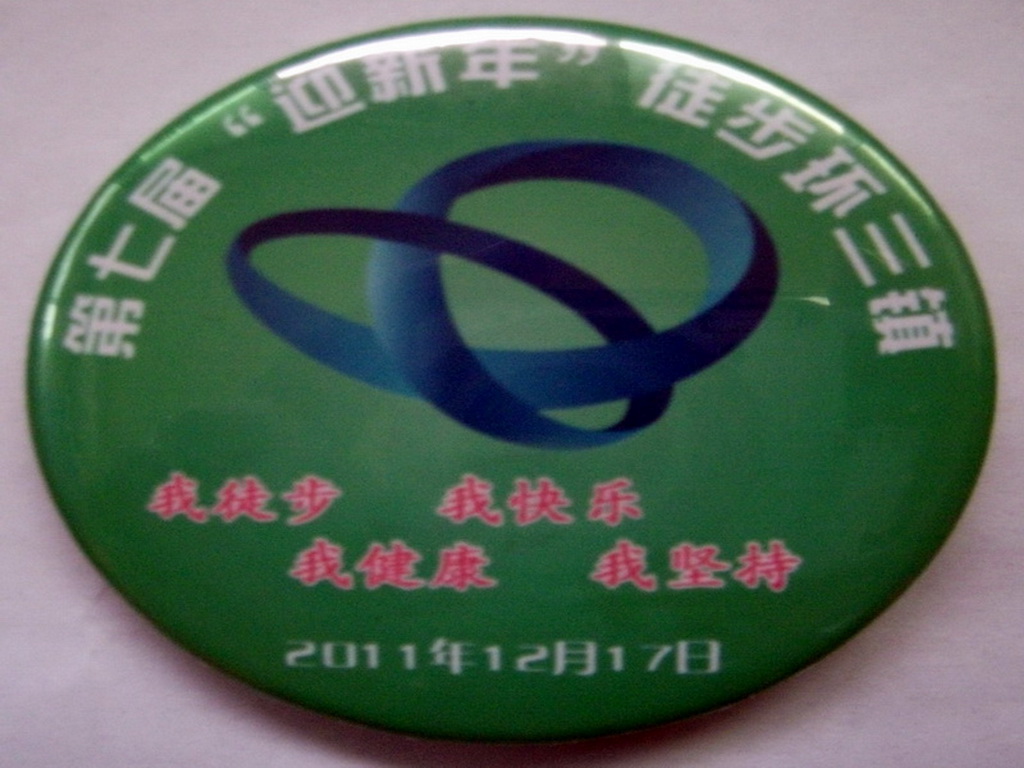 第七届“迎新年”徒步环三镇
我徒步 我快乐
我健康 我坚持
2011年12月17日